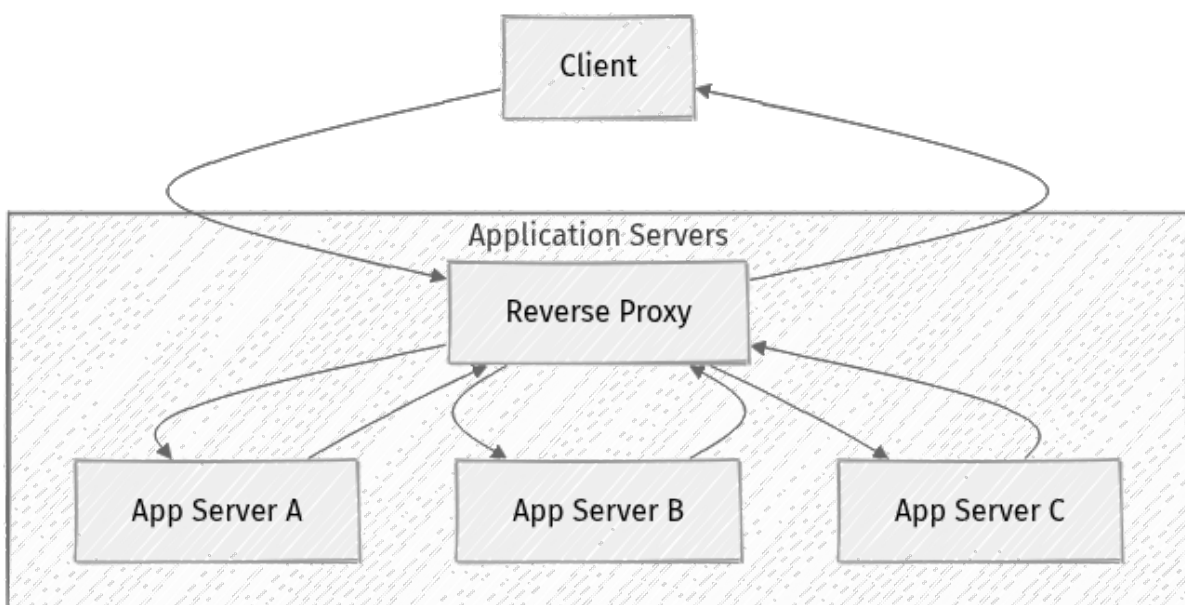 Client
Application Servers
Reverse Proxy
App Server A
App Server B
App Server C